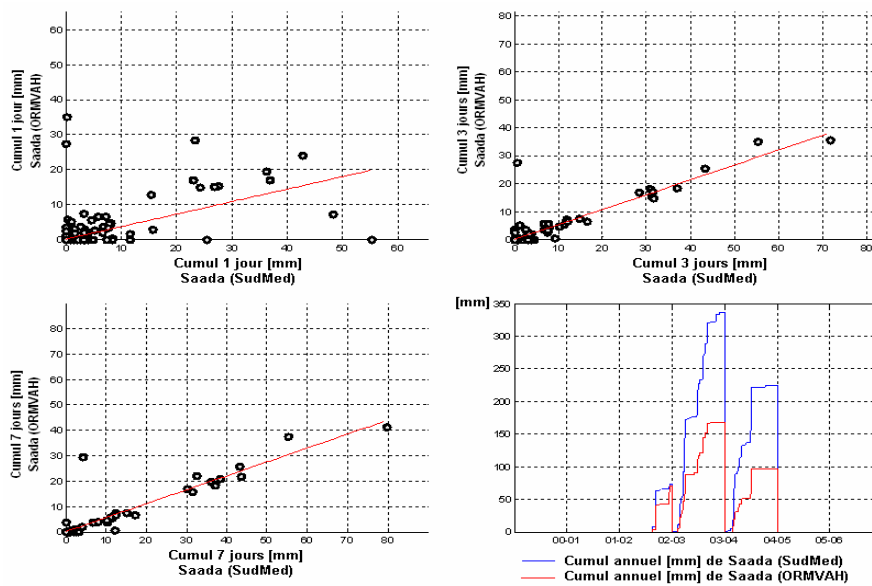 80
70
60
50
40
30
20
10
0
Cumul 1 jour [mm]
Saada (ORMVAH)
0 10 20 30 40 50 60
Cumul 1 jour [mm]
Saada (SudMed)
80
70
60
50
40
30
20
10
0
Cumul 3 jours [mm]
Saada (ORMVAH)
0 10 20 30 40 50 60 70 80
Cumul 3 jours [mm]
Saada (SudMed)
80
70
60
50
40
30
20
10
0
Cumul 7 jours [mm]
Saada (ORMVAH)
0 10 20 30 40 50 60 70 80
Cumul 7 jours [mm]
Saada (SudMed)
[mm]
350
300
250
200
150
100
50
0
00-01 01-02 02-03 03-04 04-05 05-06
Cumul annuel [mm] de Saada (SudMed)
Cumul annuel [mm] de Saada (ORMVAH)